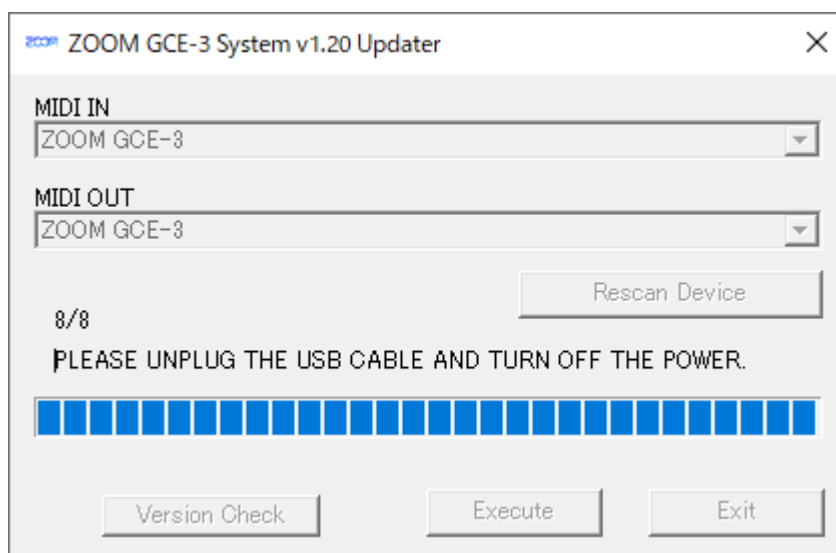 ZOOM GCE-3 System v1.20 Updater
MIDI IN
ZOOM GCE-3
MIDI OUT
ZOOM GCE-3
Rescan Device
8/8
PLEASE UNPLUG THE USB CABLE AND TURN OFF THE POWER.
Version Check Execute Exit